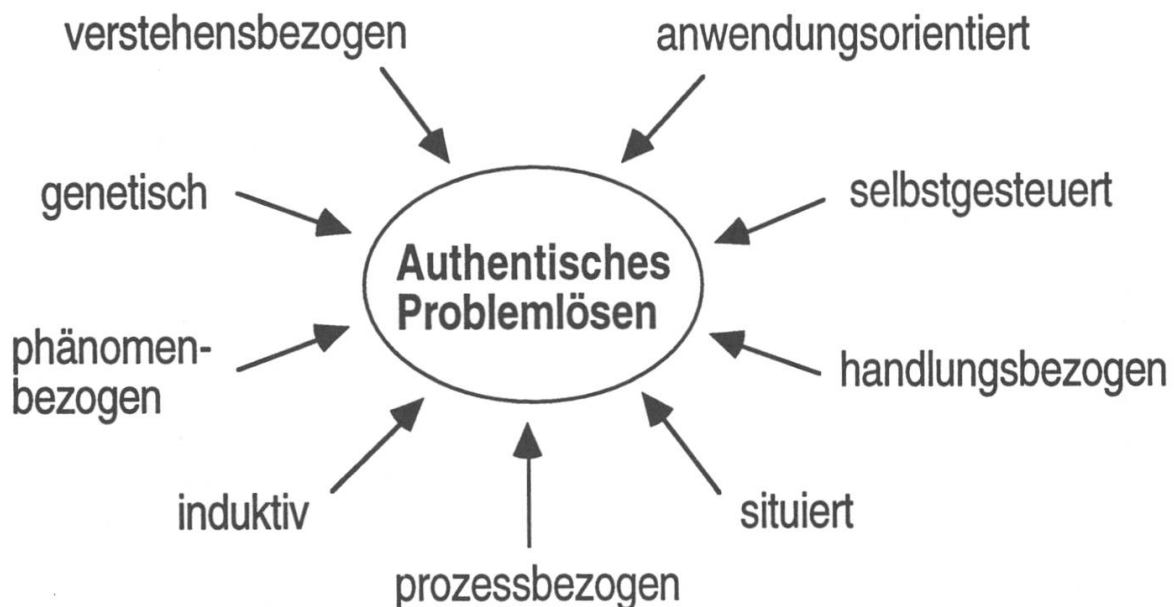 verstehensbezogen
anwendungsorientiert
genetisch
selbstgesteuert
Authentisches
Problemlösen
phänomen-
bezogen
handlungsbezogen
induktiv
situiert
prozessbezogen